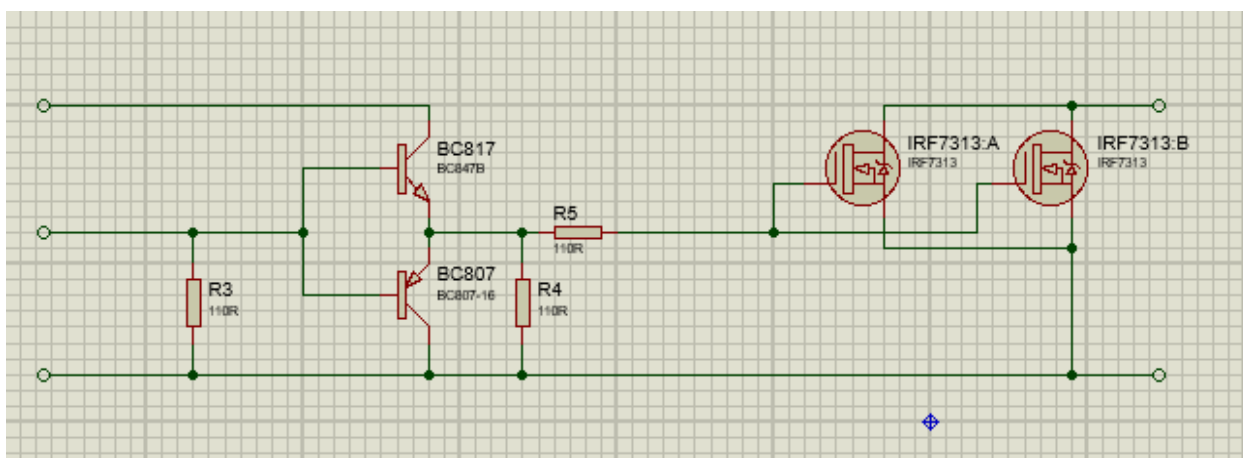 IRF7313:A
IRF7313
IRF7313:B
IRF7313
BC817
BC847B
R5
110R
R3
110R
BC807
BC807-16
R4
110R